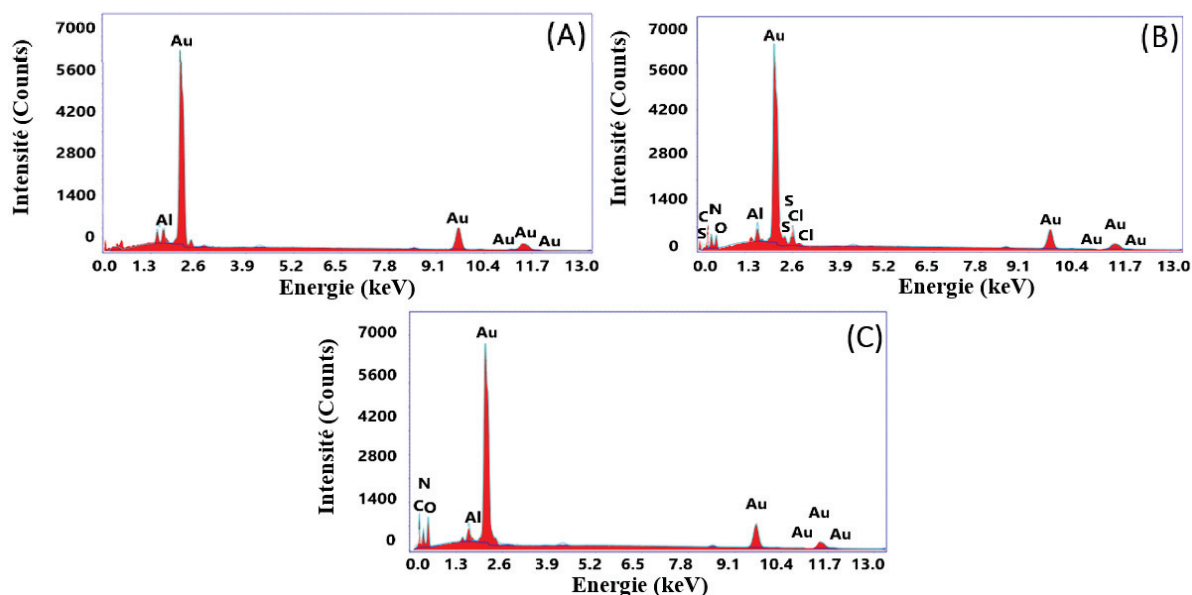 (A)
Intensité (Counts)
7000
5600
4200
2800
1400
0
Au
Al
Au
Au
Au
Au
0.0 1.3 2.6 3.9 5.2 6.5 7.8 9.1 10.4 11.7 13.0
Energie (keV)
(B)
Intensité (Counts)
7000
5600
4200
2800
1400
0
Au
C
N
S
O
Al
S
Cl
S
Cl
Au
Au
Au
Au
0.0 1.3 2.6 3.9 5.2 6.5 7.8 9.1 10.4 11.7 13.0
Energie (keV)
(C)
Intensité (Counts)
7000
5600
4200
2800
1400
0
Au
N
C O
Al
Au
Au
Au
Au
0.0 1.3 2.6 3.9 5.2 6.5 7.8 9.1 10.4 11.7 13.0
Energie (keV)